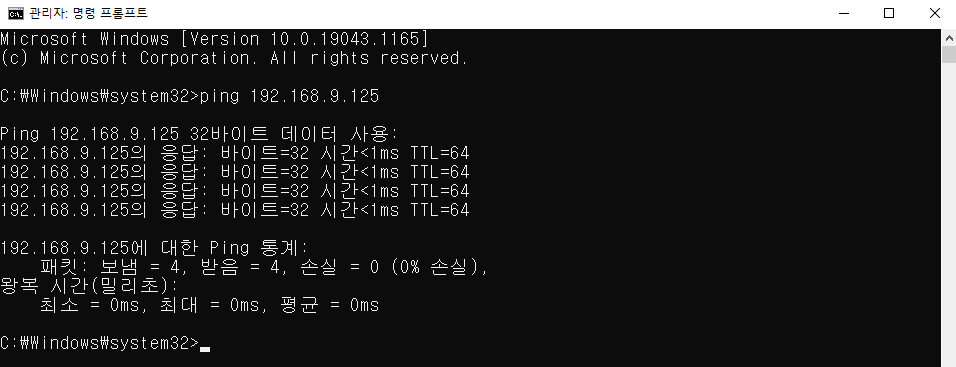 관리자: 명령 프롬프트
Microsoft Windows [Version 10.0.19043.1165]
(c) Microsoft Corporation. All rights reserved.
C:₩Windows₩system32>ping 192.168.9.125
Ping 192.168.9.125 32바이트 데이터 사용:
192.168.9.125의 응답: 바이트=32 시간<1ms TTL=64
192.168.9.125의 응답: 바이트=32 시간<1ms TTL=64
192.168.9.125의 응답: 바이트=32 시간<1ms TTL=64
192.168.9.125의 응답: 바이트=32 시간<1ms TTL=64
192.168.9.125에 대한 Ping 통계:
패킷: 보냄 = 4, 받음 = 4, 손실 = 0 (0% 손실),
왕복 시간(밀리초):
최소 = 0ms, 최대 = 0ms, 평균 = 0ms
C:₩Windows₩system32>